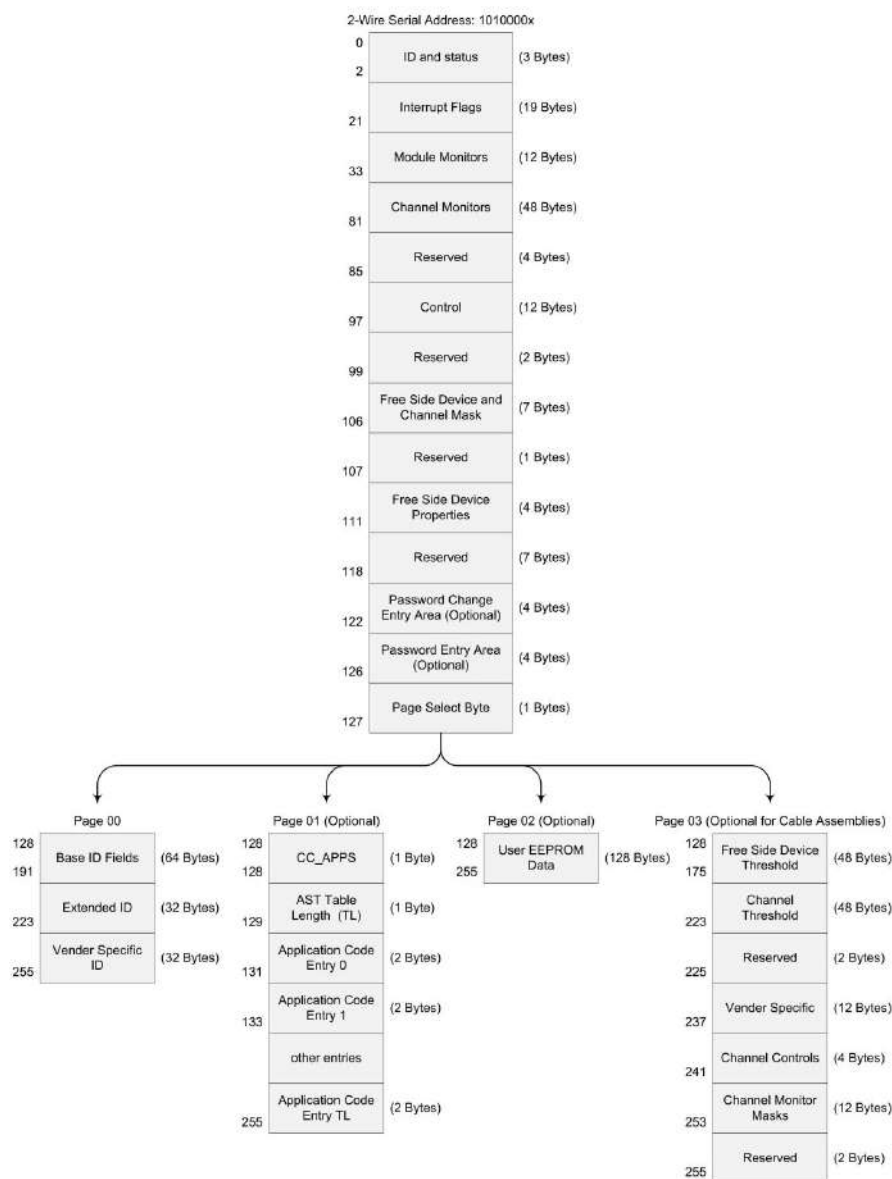 2-Wire Serial Address: 1010000x
0
ID and status
(3 Bytes)
2
Interrupt Flags
(19 Bytes)
21
Module Monitors
(12 Bytes)
33
Channel Monitors
(48 Bytes)
81
Reserved
(4 Bytes)
85
Control
(12 Bytes)
97
Reserved
(2 Bytes)
99
Free Side Device and
Channel Mask
(7 Bytes)
106
Reserved
(1 Bytes)
107
Free Side Device
Properties
(4 Bytes)
111
Reserved
(7 Bytes)
118
Password Change
Entry Area (Optional)
(4 Bytes)
122
Password Entry Area
(Optional)
(4 Bytes)
126
Page Select Byte
(1 Bytes)
127
Page 00
128
Base ID Fields
(64 Bytes)
191
Extended ID
(32 Bytes)
223
Vender Specific
ID
(32 Bytes)
255
Page 01 (Optional)
128
CC_APPS
(1 Byte)
128
AST Table
Length (TL)
(1 Byte)
129
Application Code
Entry 0
(2 Bytes)
131
Application Code
Entry 1
(2 Bytes)
133
other entries
Application Code
Entry TL
(2 Bytes)
255
Page 02 (Optional)
128
User EEPROM
Data
(128 Bytes)
255
Page 03 (Optional for Cable Assemblies)
128
Free Side Device
Threshold
(48 Bytes)
175
Channel
Threshold
(48 Bytes)
223
Reserved
(2 Bytes)
225
Vender Specific
(12 Bytes)
237
Channel Controls
(4 Bytes)
241
Channel Monitor
Masks
(12 Bytes)
253
Reserved
(2 Bytes)
255